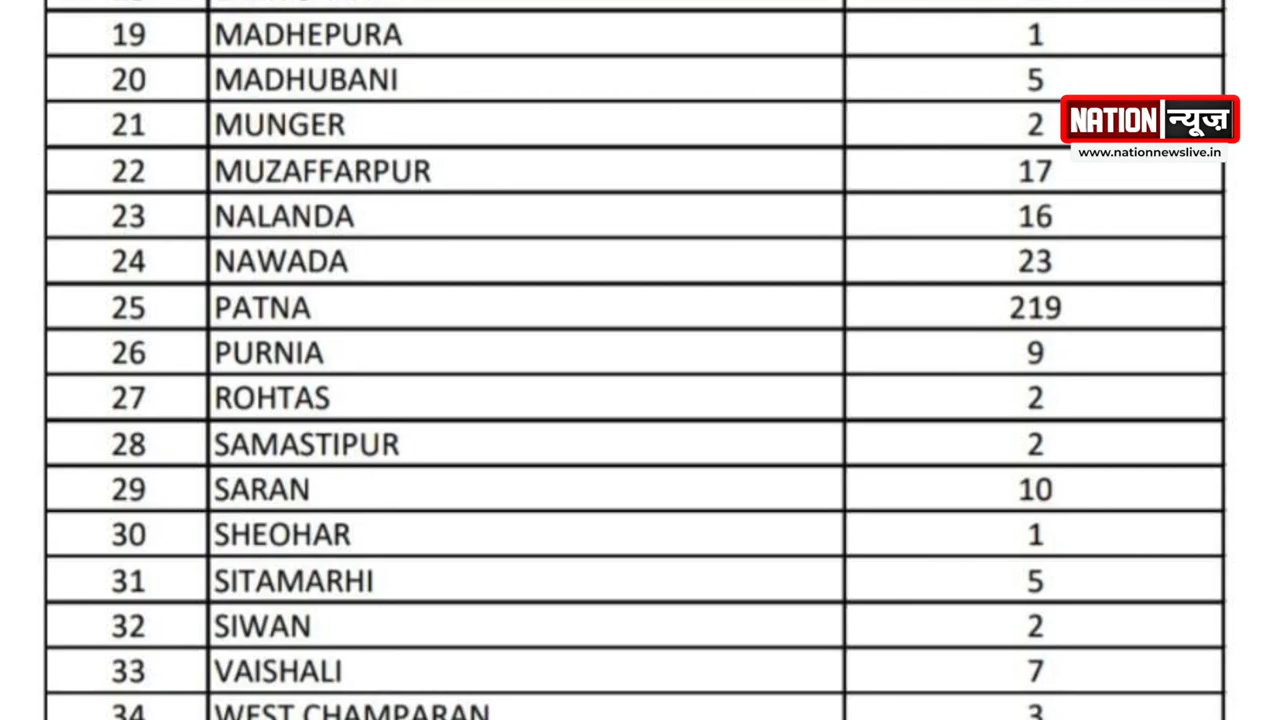 19 MADHEPURA 1
20 MADHUBANI 5
21 MUNGER 2
NATION न्यूज़
www.nationnewslive.in
22 MUZAFFARPUR 17
23 NALANDA 16
24 NAWADA 23
25 PATNA 219
26 PURNIA 9
27 ROHTAS 2
28 SAMASTIPUR 2
29 SARAN 10
30 SHEOHAR 1
31 SITAMARHI 5
32 SIWAN 2
33 VAISHALI 7
34 WEST CHAMPARAN 3